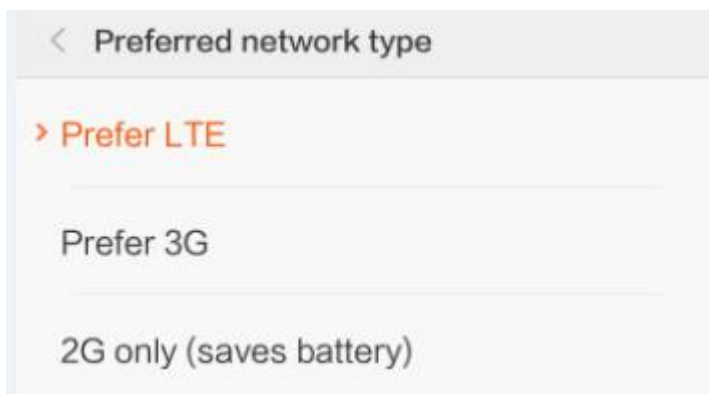 Preferred network type
Prefer LTE
Prefer 3G
2G only (saves battery)